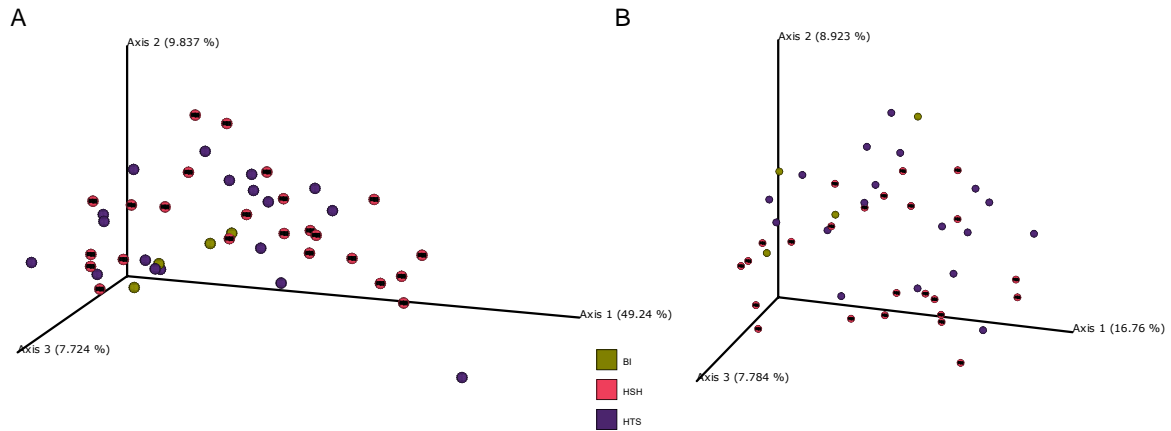 A
B
Axis 2 (9.837 %)
Axis 2 (8.923 %)
Axis 1 (49.24 %)
Axis 1 (16.76 %)
Axis 3 (7.724 %)
Axis 3 (7.784 %)
BI
HSH
HTS